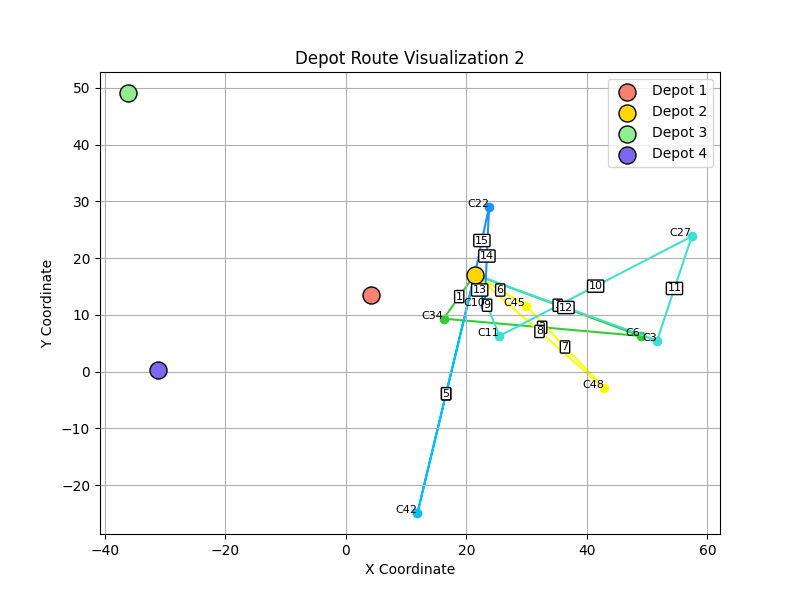 Depot Route Visualization 2
Depot 1
Depot 2
Depot 3
Depot 4
50
40
30
20
10
0
−10
−20
Y Coordinate
C22
C27
15
14
10
11
13
6
1
12
C10
9
C45
C34
C11
8
C6
C3
7
C48
5
C42
−40
−20
0
20
40
60
X Coordinate